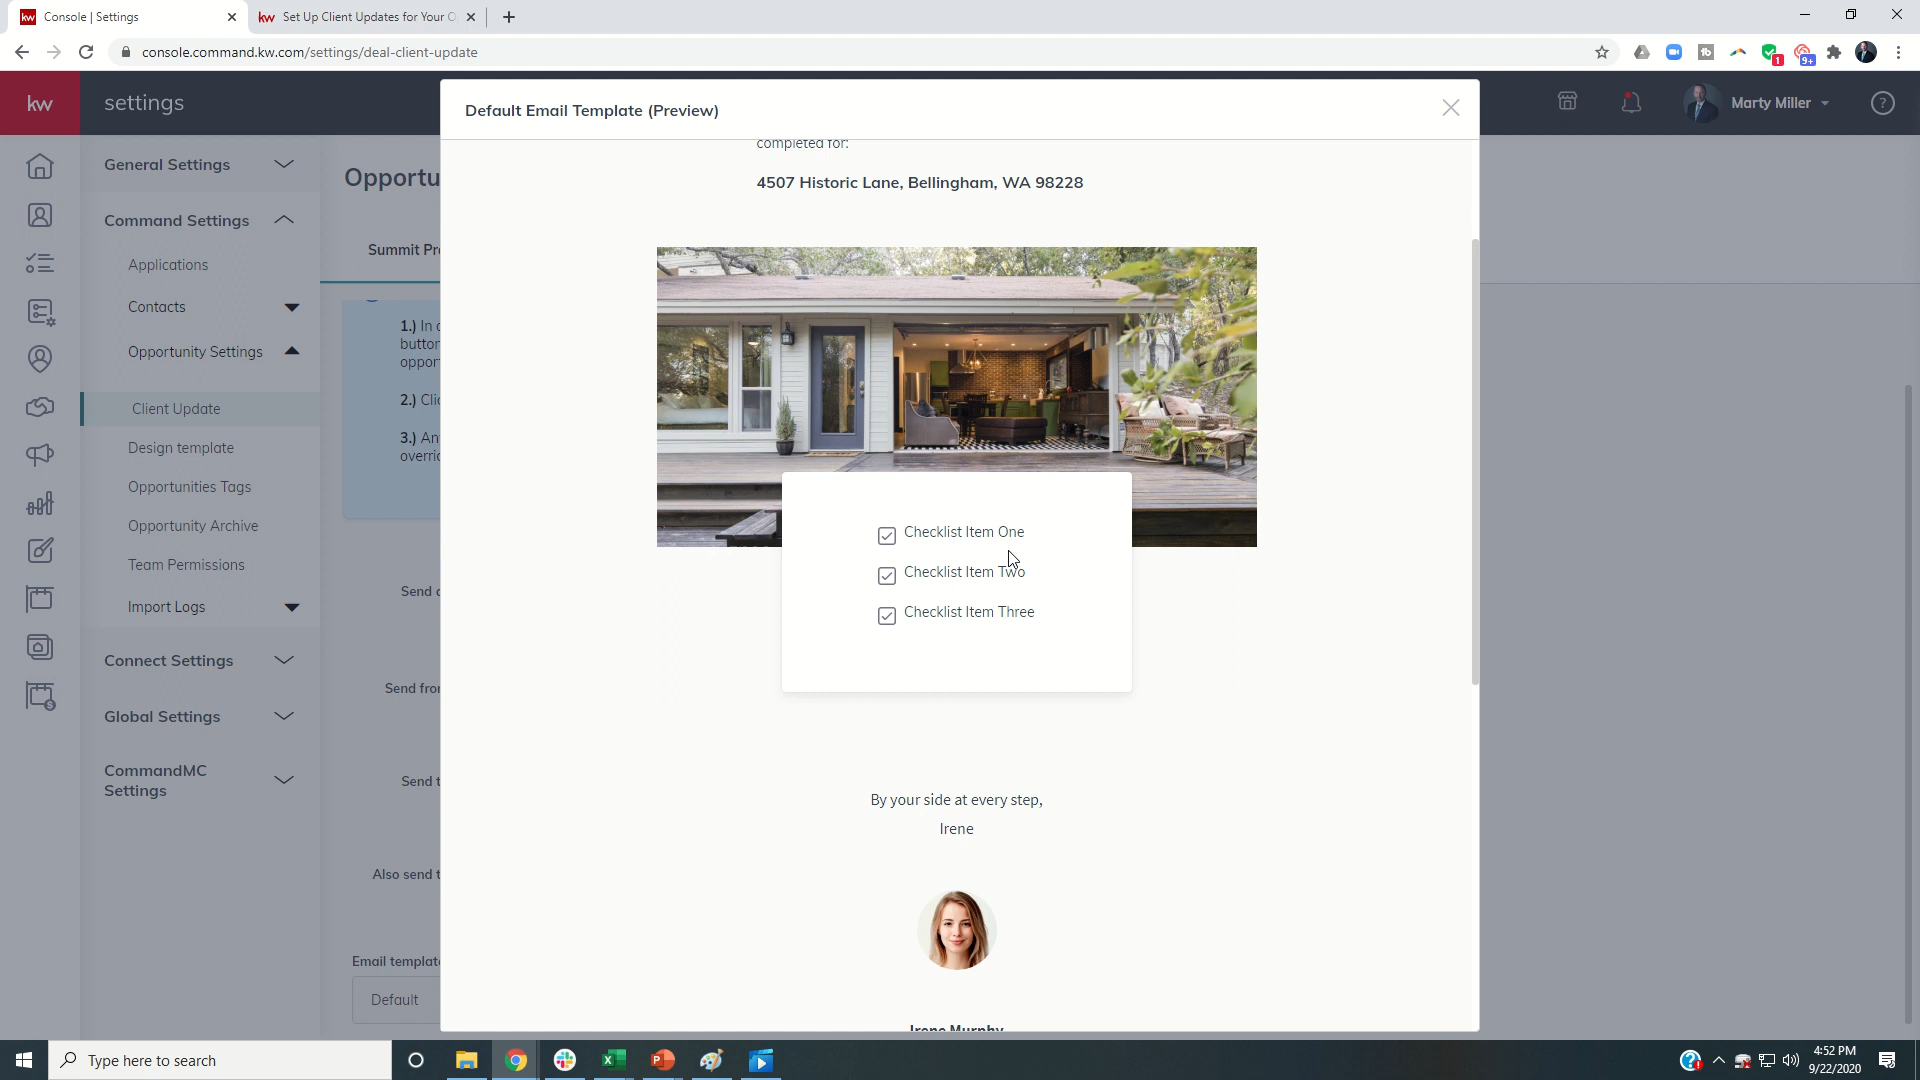 Console | Settings
Set Up Client Updates for Your O
console.command.kw.com/settings/deal-client-update
1
9+
kw
settings
Default Email Template (Preview)
Marty Miller
General Settings
Command Settings
Applications
Contacts
Opportunity Settings
Client Update
Design template
Opportunities Tags
Opportunity Archive
Team Permissions
Import Logs
Connect Settings
Global Settings
CommandMC
Settings
Opportu
Summit Pr
1.) In
button
oppor
2.) Cli
3.) An
overri
Send
Send fro
Send t
Also send t
Email templat
Default
completed for:
4507 Historic Lane, Bellingham, WA 98228
Checklist Item One
Checklist Item Two
Checklist Item Three
By your side at every step,
Irene
Irene Murphy
Type here to search
4:52 PM
9/22/2020